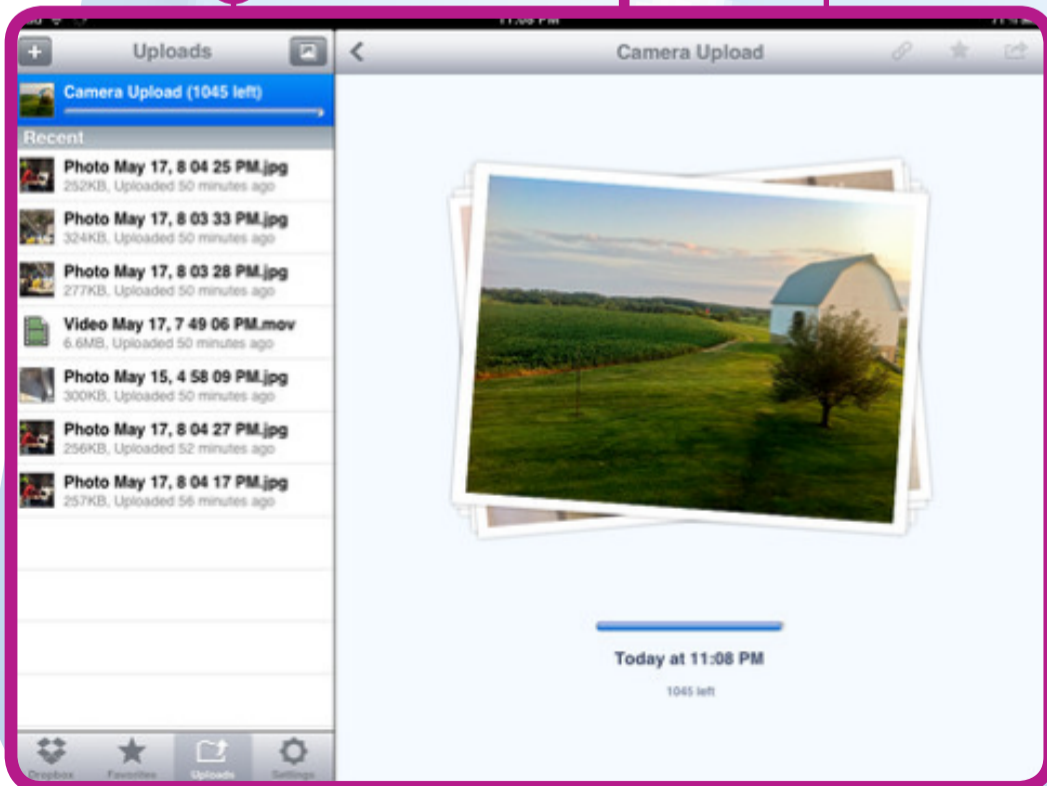 11:08 PM
Uploads
Camera Upload
Camera Upload (1045 left)
Recent
Photo May 17, 8 04 25 PM.jpg
252KB, Uploaded 50 minutes ago
Photo May 17, 8 03 33 PM.jpg
324KB, Uploaded 50 minutes ago
Photo May 17, 8 03 28 PM.jpg
277KB, Uploaded 50 minutes ago
Video May 17, 7 49 06 PM.mov
6.6MB, Uploaded 50 minutes ago
Photo May 15, 4 58 09 PM.jpg
300KB, Uploaded 50 minutes ago
Photo May 17, 8 04 27 PM.jpg
256KB, Uploaded 52 minutes ago
Photo May 17, 8 04 17 PM.jpg
257KB, Uploaded 56 minutes ago
Today at 11:08 PM
1045 left
Dropbox
Favorites
Uploads
Settings